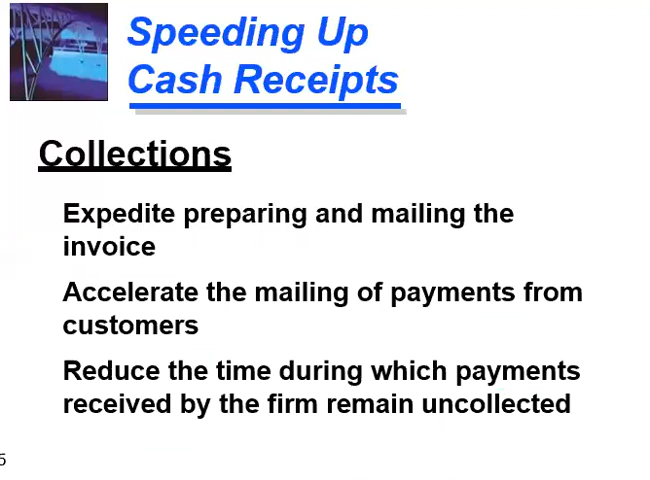 Speeding Up
Cash Receipts
Collections
Expedite preparing and mailing the
invoice
Accelerate the mailing of payments from
customers
Reduce the time during which payments
received by the firm remain uncollected
5